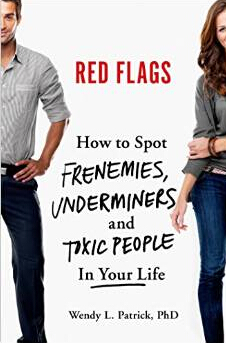 RED FLAGS
How to Spot
FRENEMIES,
UNDERMINERS
and
TOXIC PEOPLE
In Your Life
Wendy L. Patrick, PhD